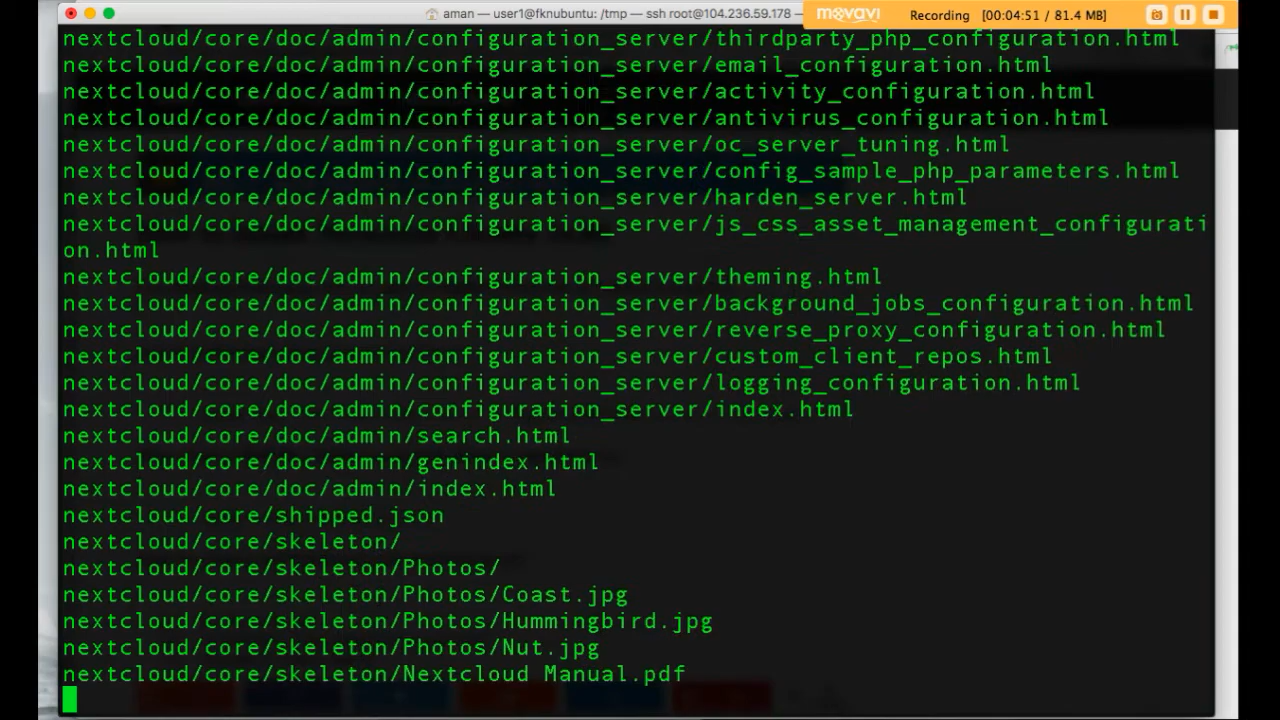 aman — user1@fknubuntu: /tmp — ssh root@104.236.59.178 —
movavi
Recording [00:04:51 / 81.4 MB]
nextcloud/core/doc/admin/configuration_server/thirdparty_php_configuration.html
nextcloud/core/doc/admin/configuration_server/email_configuration.html
nextcloud/core/doc/admin/configuration_server/activity_configuration.html
nextcloud/core/doc/admin/configuration_server/antivirus_configuration.html
nextcloud/core/doc/admin/configuration_server/oc_server_tuning.html
nextcloud/core/doc/admin/configuration_server/config_sample_php_parameters.html
nextcloud/core/doc/admin/configuration_server/harden_server.html
nextcloud/core/doc/admin/configuration_server/js_css_asset_management_configurati
on.html
nextcloud/core/doc/admin/configuration_server/theming.html
nextcloud/core/doc/admin/configuration_server/background_jobs_configuration.html
nextcloud/core/doc/admin/configuration_server/reverse_proxy_configuration.html
nextcloud/core/doc/admin/configuration_server/custom_client_repos.html
nextcloud/core/doc/admin/configuration_server/logging_configuration.html
nextcloud/core/doc/admin/configuration_server/index.html
nextcloud/core/doc/admin/search.html
nextcloud/core/doc/admin/genindex.html
nextcloud/core/doc/admin/index.html
nextcloud/core/shipped.json
nextcloud/core/skeleton/
nextcloud/core/skeleton/Photos/
nextcloud/core/skeleton/Photos/Coast.jpg
nextcloud/core/skeleton/Photos/Hummingbird.jpg
nextcloud/core/skeleton/Photos/Nut.jpg
nextcloud/core/skeleton/Nextcloud Manual.pdf